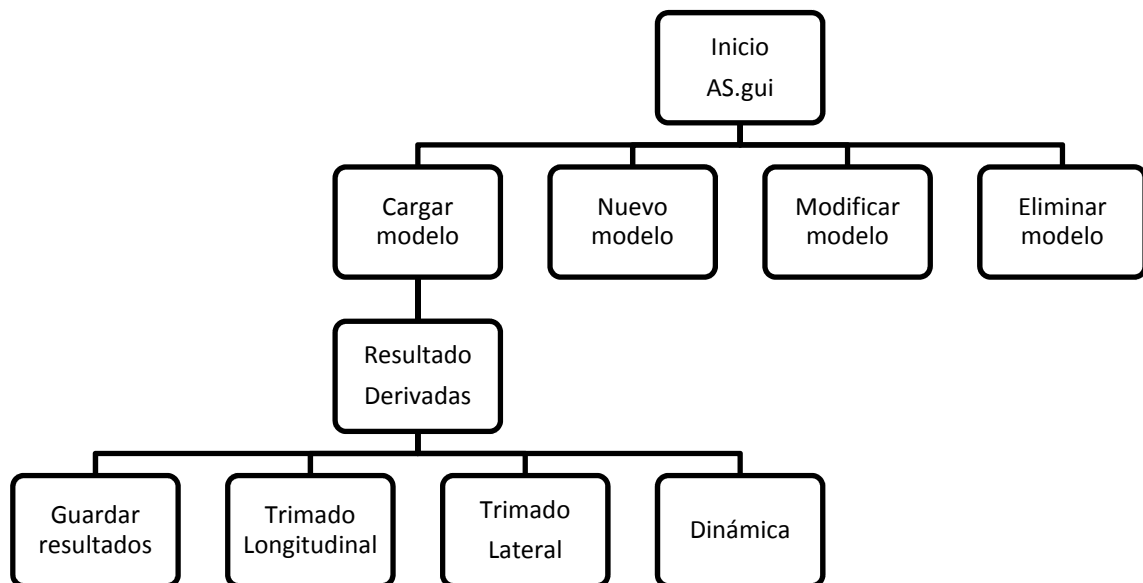 Inicio
AS.gui
Cargar
modelo
Nuevo
modelo
Modificar
modelo
Eliminar
modelo
Resultado
Derivadas
Guardar
resultados
Trimado
Longitudinal
Trimado
Lateral
Dinámica